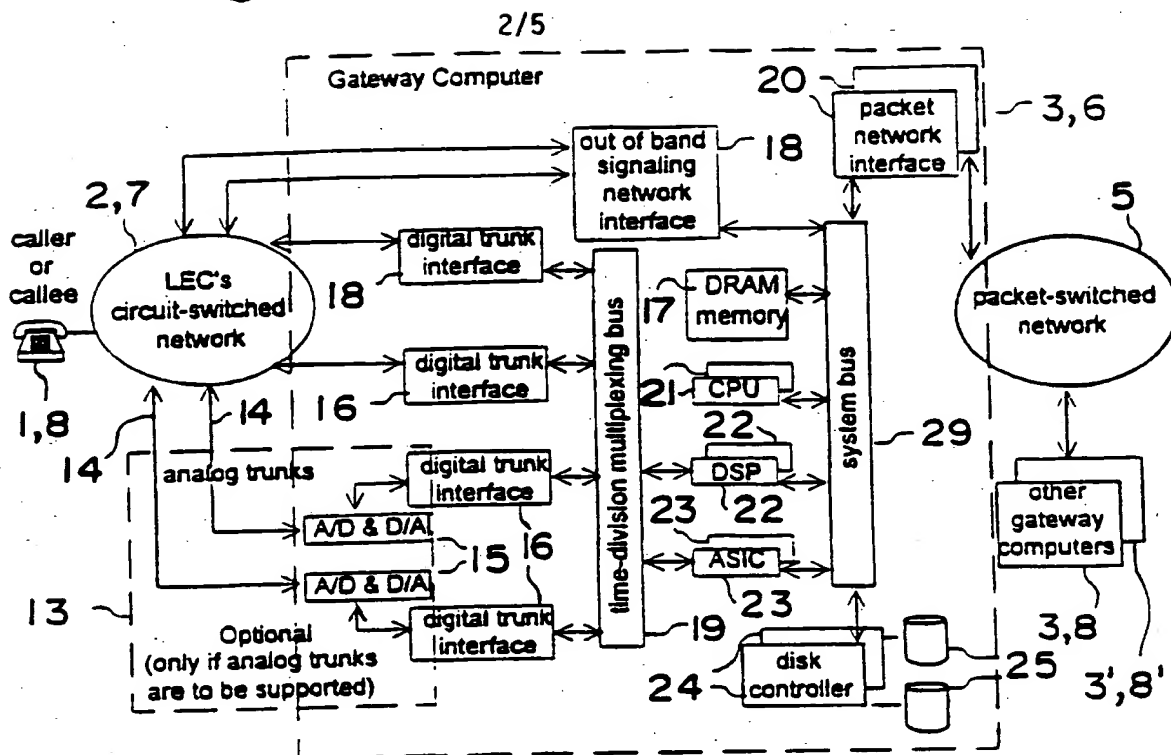 2/5
Gateway Computer
20
packet
network
interface
3,6
out of band
signaling
network
interface
18
2,7
caller
or
callee
LEC's
circuit-switched
network
digital trunk
interface
18
17
DRAM
memory
5
packet-switched
network
digital trunk
interface
16
time-division multiplexing bus
21
CPU
system bus
29
1,8
14
14
22
DSP
22
analog trunks
digital trunk
interface
A/D & D/A
15
16
23
ASIC
23
other
gateway
computers
A/D & D/A
13
digital trunk
interface
19
3,8
3',8'
Optional
(only if analog trunks
are to be supported)
24
disk
controller
25